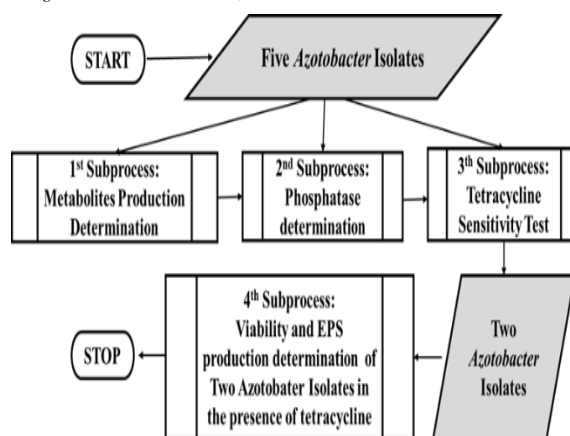 START
Five Azotobacter Isolates
1st Subprocess:
Metabolites Production
Determination
2nd Subprocess:
Phosphatase
determination
3th Subprocess:
Tetracycline
Sensitivity Test
4th Subprocess:
Viability and EPS
production determination of
Two Azotobater Isolates in
the presence of tetracycline
Two
Azotobacter
Isolates
STOP